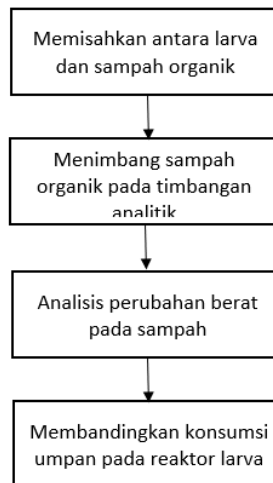 Memisahkan antara larva
dan sampah organik
Menimbang sampah
organik pada timbangan
analitik
Analisis perubahan berat
pada sampah
Membandingkan konsumsi
umpan pada reaktor larva